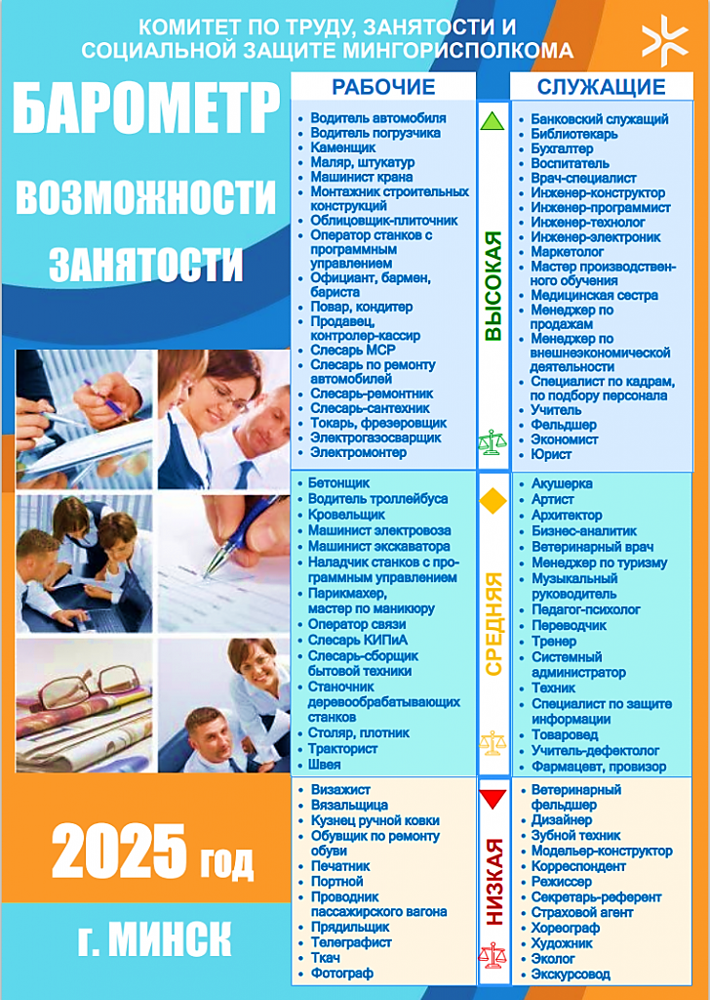 КОМИТЕТ ПО ТРУДУ, ЗАНЯТОСТИ И
СОЦИАЛЬНОЙ ЗАЩИТЕ МИНГОРИСПОЛКОМА
БАРОМЕТР
ВОЗМОЖНОСТИ
ЗАНЯТОСТИ
РАБОЧИЕ
• Водитель автомобиля
• Водитель погрузчика
• Каменщик
• Маляр, штукатур
• Машинист крана
• Монтажник строительных
конструкций
• Облицовщик-плиточник
• Оператор станков с
программным
управлением
• Официант, бармен,
бариста
• Повар, кондитер
• Продавец,
контролер-кассир
• Слесарь МСР
• Слесарь по ремонту
автомобилей
• Слесарь-ремонтник
• Слесарь-сантехник
• Токарь, фрезеровщик
• Электрогазосварщик
• Электромонтер
ВЫСОКАЯ
СЛУЖАЩИЕ
• Банковский служащий
• Библиотекарь
• Бухгалтер
• Воспитатель
• Врач-специалист
• Инженер-конструктор
• Инженер-программист
• Инженер-технолог
• Инженер-электроник
• Маркетолог
• Мастер производствен-
ного обучения
• Медицинская сестра
• Менеджер по
продажам
• Менеджер по
внешнеэкономической
деятельности
• Специалист по кадрам,
по подбору персонала
• Учитель
• Фельдшер
• Экономист
• Юрист
• Бетонщик
• Водитель троллейбуса
• Кровельщик
• Машинист электровоза
• Машинист экскаватора
• Наладчик станков с про-
граммным управлением
• Парикмахер,
мастер по маникюру
• Оператор связи
• Слесарь КИПиА
• Слесарь-сборщик
бытовой техники
• Станочник
деревообрабатывающих
станков
• Столяр, плотник
• Тракторист
• Швея
СРЕДНЯЯ
• Акушерка
• Артист
• Архитектор
• Бизнес-аналитик
• Ветеринарный врач
• Менеджер по туризму
• Музыкальный
руководитель
• Педагог-психолог
• Переводчик
• Тренер
• Системный
администратор
• Техник
• Специалист по защите
информации
• Товаровед
• Учитель-дефектолог
• Фармацевт, провизор
• Визажист
• Вязальщица
• Кузнец ручной ковки
• Обувщик по ремонту
обуви
• Печатник
• Портной
• Проводник
пассажирского вагона
• Прядильщик
• Телеграфист
• Ткач
• Фотограф
НИЗКАЯ
• Ветеринарный
фельдшер
• Дизайнер
• Зубной техник
• Модельер-конструктор
• Корреспондент
• Режиссер
• Секретарь-референт
• Страховой агент
• Хореограф
• Художник
• Эколог
• Экскурсовод
2025 год
г. МИНСК